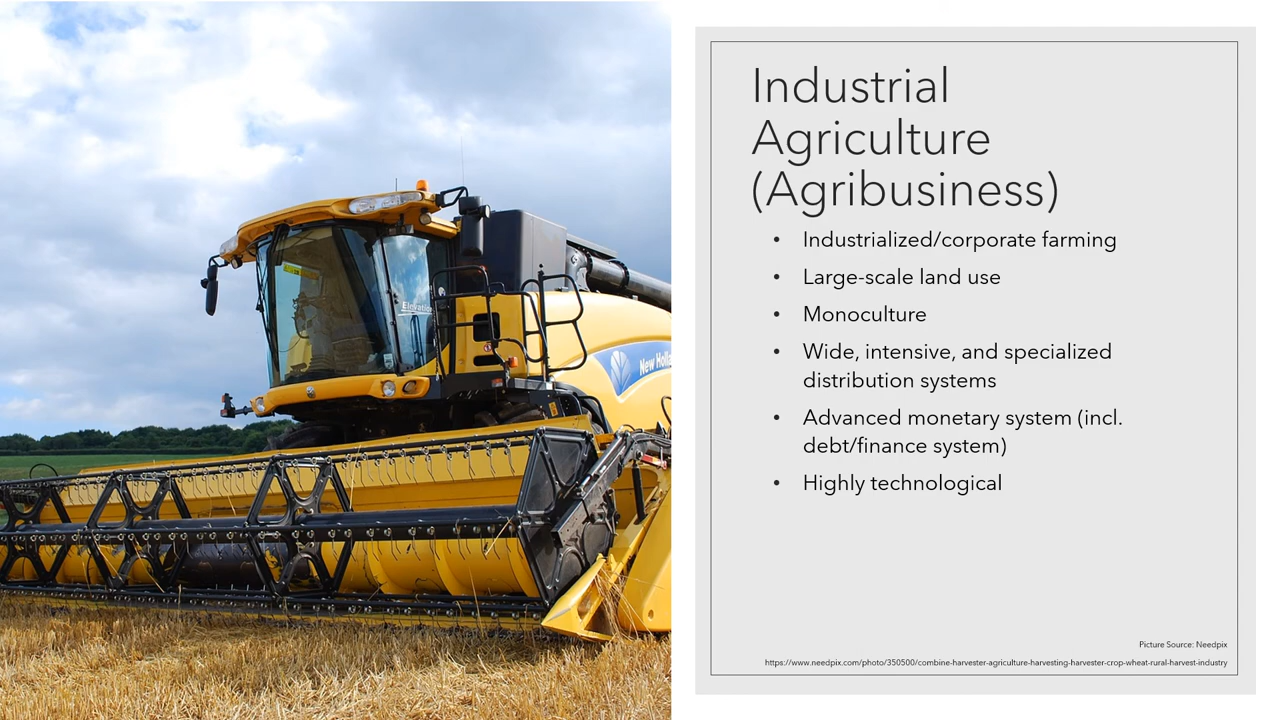 Elevation
New Holla
Industrial
Agriculture
(Agribusiness)
• Industrialized/corporate farming
• Large-scale land use
• Monoculture
• Wide, intensive, and specialized
distribution systems
• Advanced monetary system (incl.
debt/finance system)
• Highly technological
Picture Source: Needpix
https://www.needpix.com/photo/350500/combine-harvester-agriculture-harvesting-harvester-crop-wheat-rural-harvest-industry